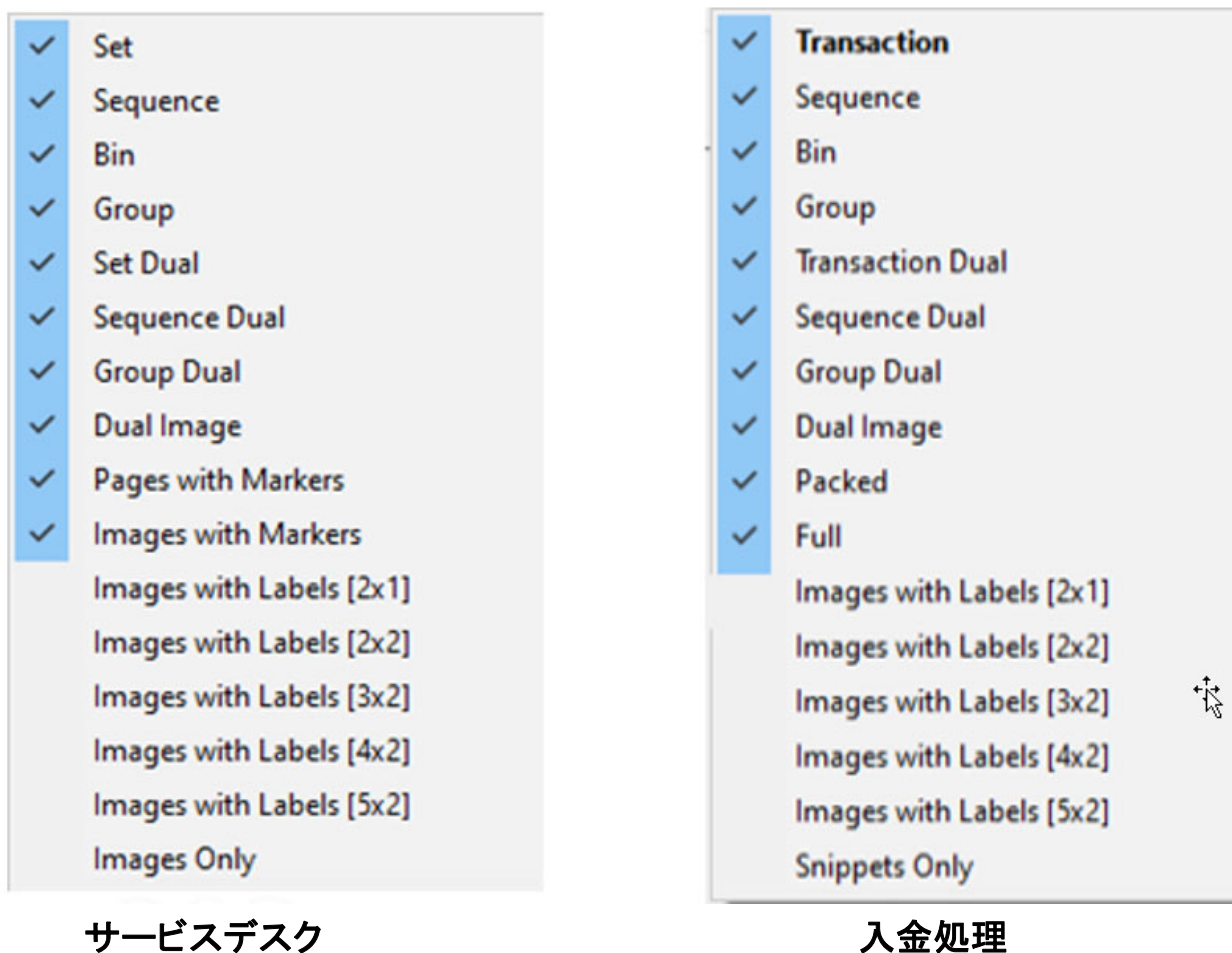 Set
Sequence
Bin
Group
Set Dual
Sequence Dual
Group Dual
Dual Image
Pages with Markers
Images with Markers
Images with Labels [2x1]
Images with Labels [2x2]
Images with Labels [3x2]
Images with Labels [4x2]
Images with Labels [5x2]
Images Only
サービスデスク
Transaction
Sequence
Bin
Group
Transaction Dual
Sequence Dual
Group Dual
Dual Image
Packed
Full
Images with Labels [2x1]
Images with Labels [2x2]
Images with Labels [3x2]
Images with Labels [4x2]
Images with Labels [5x2]
Snippets Only
入金処理